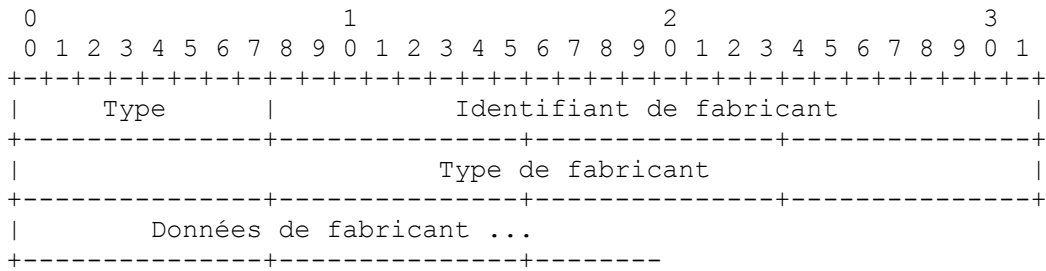 0                   1                   2                   3
 0 1 2 3 4 5 6 7 8 9 0 1 2 3 4 5 6 7 8 9 0 1 2 3 4 5 6 7 8 9 0 1
+-+-+-+-+-+-+-+-+-+-+-+-+-+-+-+-+-+-+-+-+-+-+-+-+-+-+-+-+-+-+-+-+
|     Type      |           Identifiant de fabricant            |
+---------------+---------------+---------------+---------------+
|                          Type de fabricant                    |
+---------------+---------------+---------------+---------------+
|        Données de fabricant ...
+---------------+---------------+--------